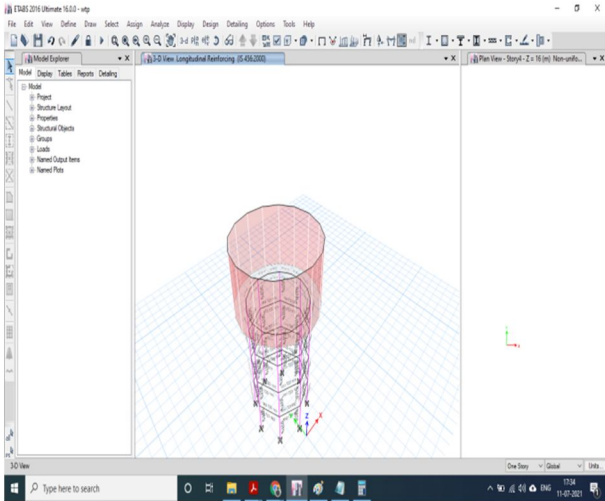 ETABS 2016 Ultimate 16.0.0 - wtp
File Edit View Define Draw Select Assign Analyze Display Design Detailing Options Tools Help
Model Explorer
3-D View Longitudinal Reinforcing (IS 456:2000)
Plan View - Story4 - Z = 16 (m) Non-unifo...
Model Display Tables Reports Detailing
Model
Project
Structure Layout
Properties
Structural Objects
Groups
Loads
Named Output Items
Named Plots
Z
X
3-D View
One Story
Global
Units...
Type here to search
ENG
17:34
11-07-2021